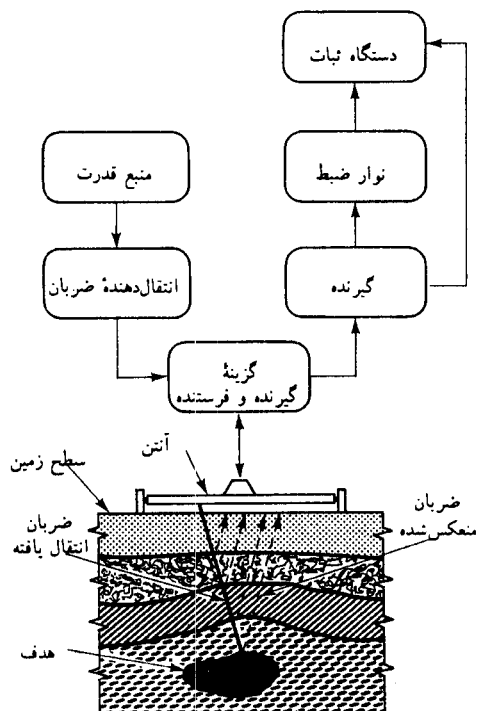 دستگاه ثبات
نوار ضبط
منبع قدرت
گیرنده
انتقال‌دهندهٔ ضربان
گزینهٔ
گیرنده و فرستنده
آنتن
سطح زمین
ضربان
منعکس‌شده
ضربان
انتقال یافته
هدف